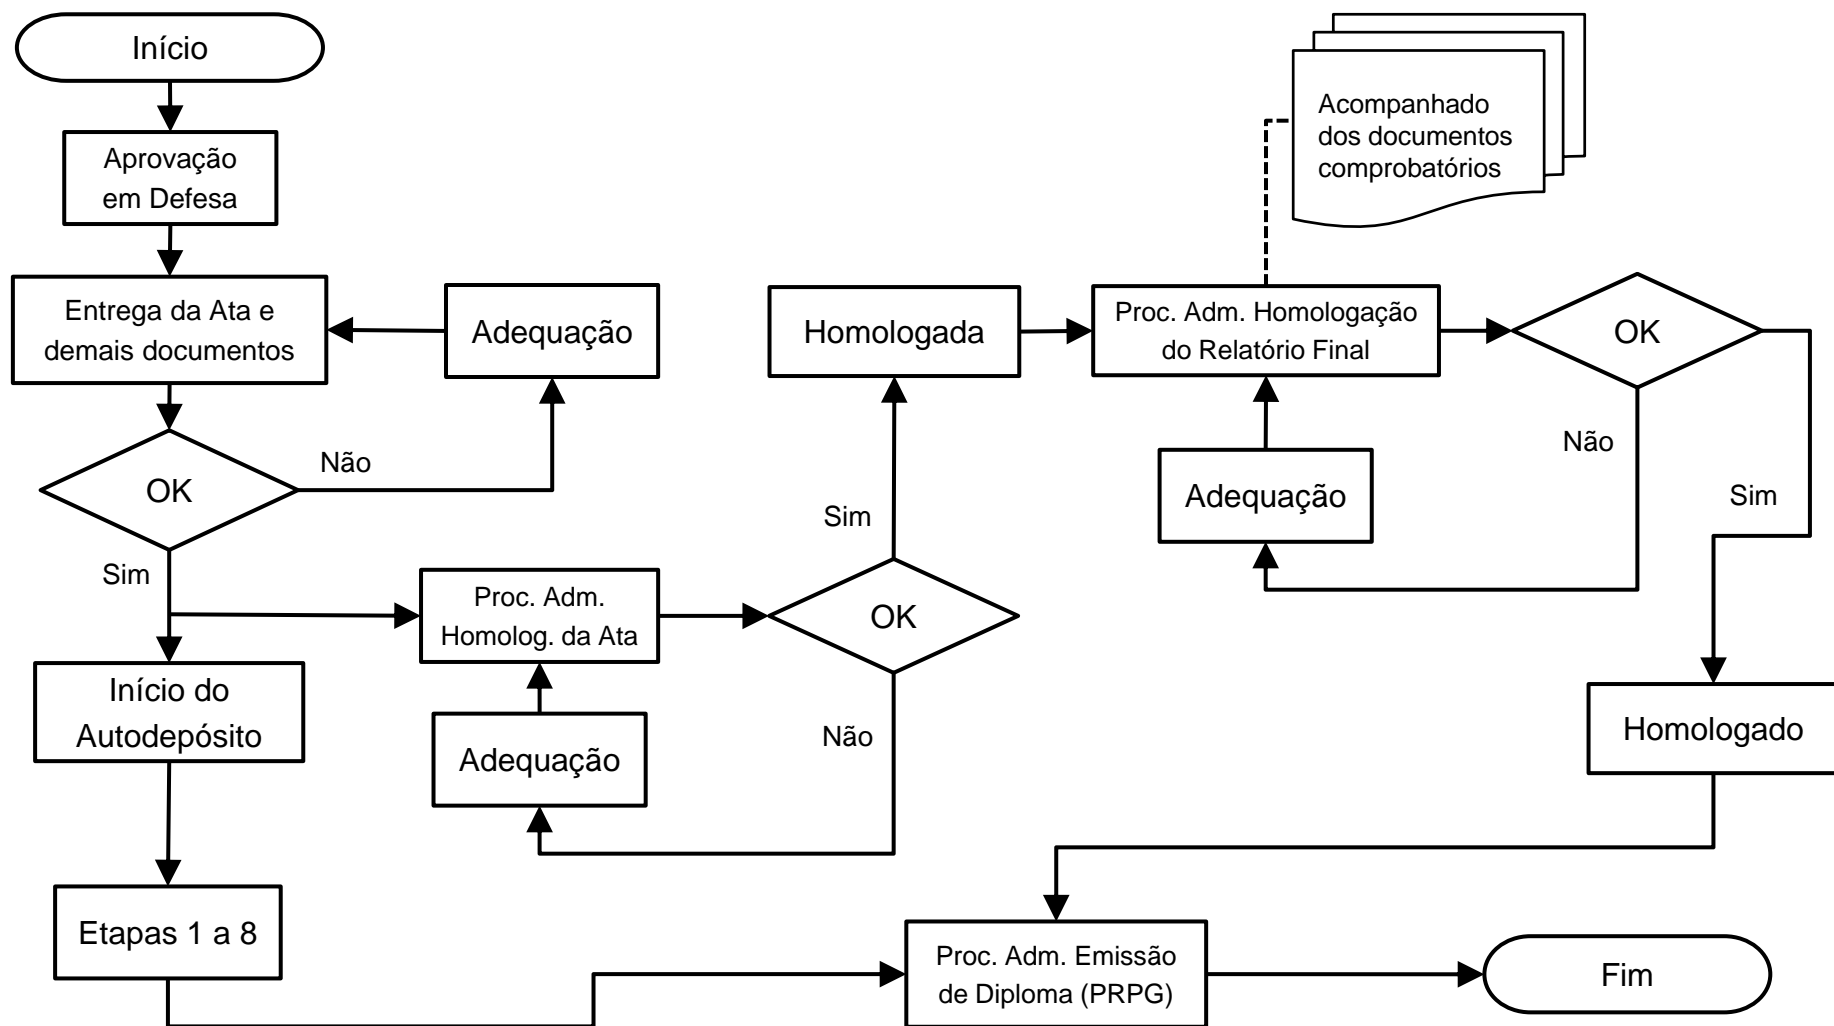 Início
Aprovação
em Defesa
Entrega da Ata e
demais documentos
Adequação
OK
Não
Sim
Início do
Autodepósito
Etapas 1 a 8
Proc. Adm.
Homolog. da Ata
Adequação
OK
Sim
Não
Homologada
Proc. Adm. Homologação
do Relatório Final
Acompanhado
dos documentos
comprobatórios
Adequação
OK
Não
Sim
Homologado
Proc. Adm. Emissão
de Diploma (PRPG)
Fim